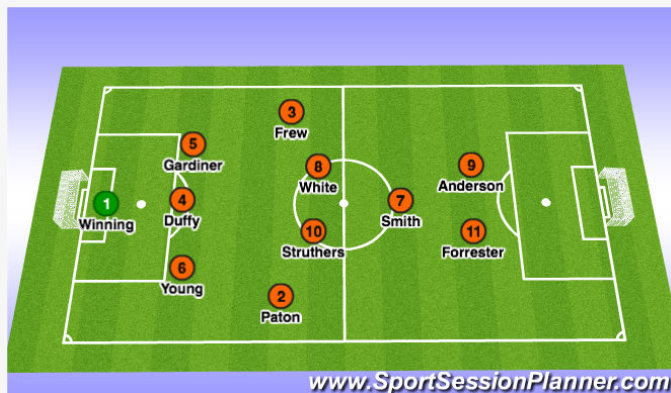 3
Frew
5
Gardiner
8
White
9
Anderson
1
Winning
4
Duffy
7
Smith
10
Struthers
11
Forrester
6
Young
2
Paton
www.SportSessionPlanner.com